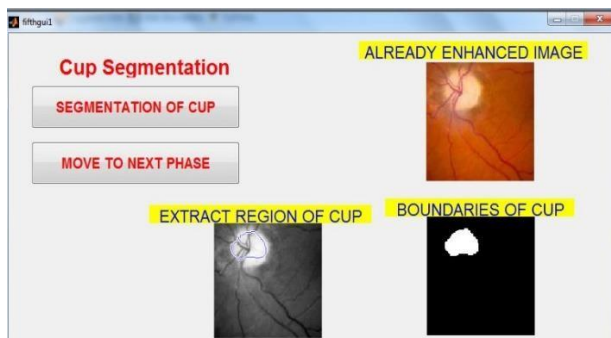 fifthgui1
Cup Segmentation
SEGMENTATION OF CUP
MOVE TO NEXT PHASE
ALREADY ENHANCED IMAGE
EXTRACT REGION OF CUP
BOUNDARIES OF CUP